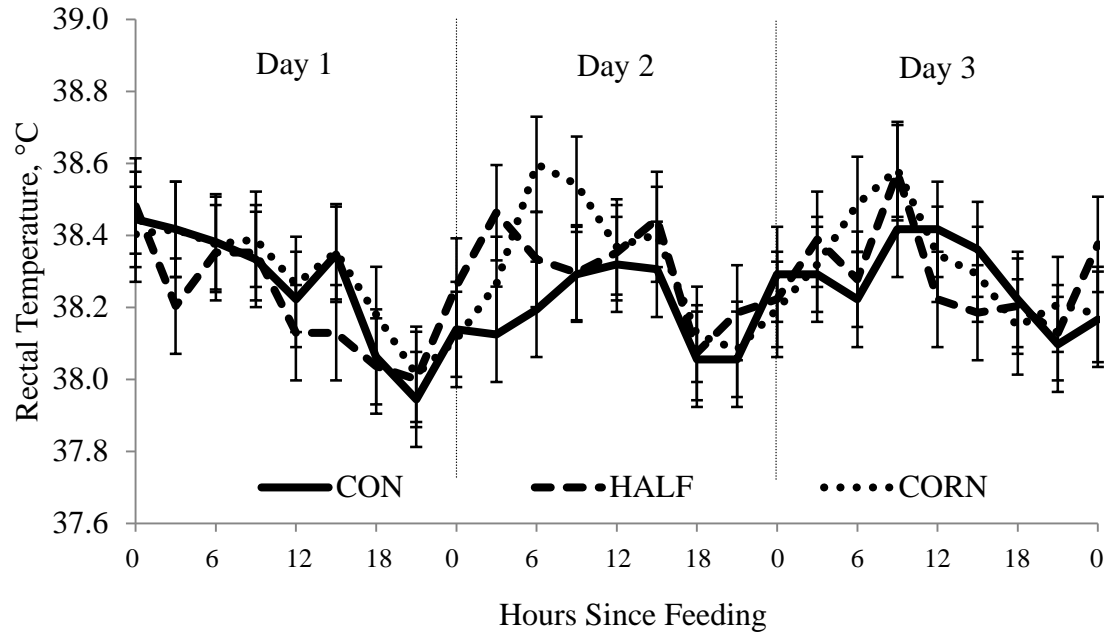 39.0
38.8
38.6
38.4
38.2
38.0
37.8
37.6
Rectal Temperature, °C
Day 1 Day 2 Day 3
CON HALF CORN
0 6 12 18 0 6 12 18 0 6 12 18 0
Hours Since Feeding